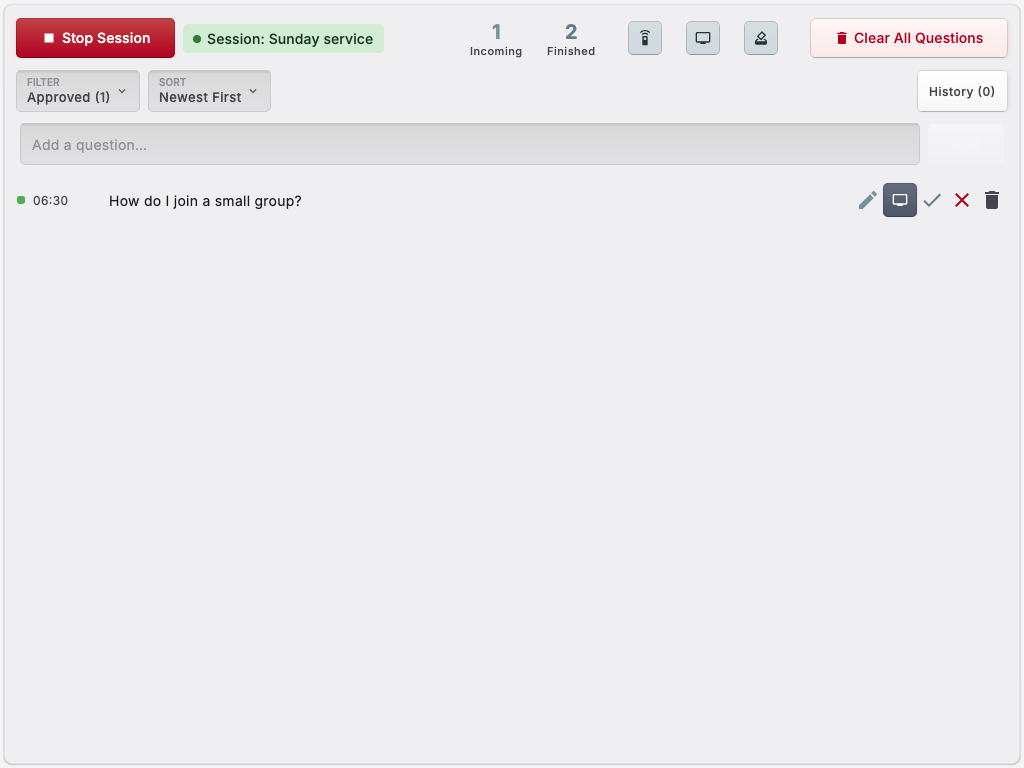 Stop Session
Session: Sunday service
1
Incoming
2
Finished
Clear All Questions
FILTER
Approved (1)
SORT
Newest First
History (0)
Add a question...
06:30
How do I join a small group?